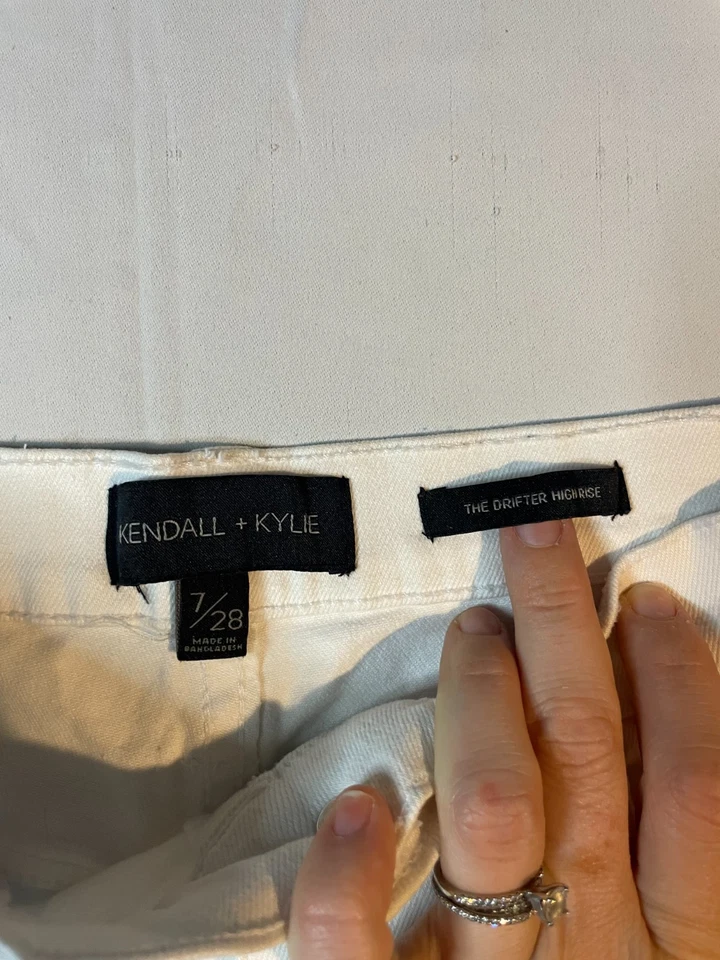 KENDALL + KYLIE
THE DRIFTER HIGHRISE
7/28
MADE IN
BANGLADESH